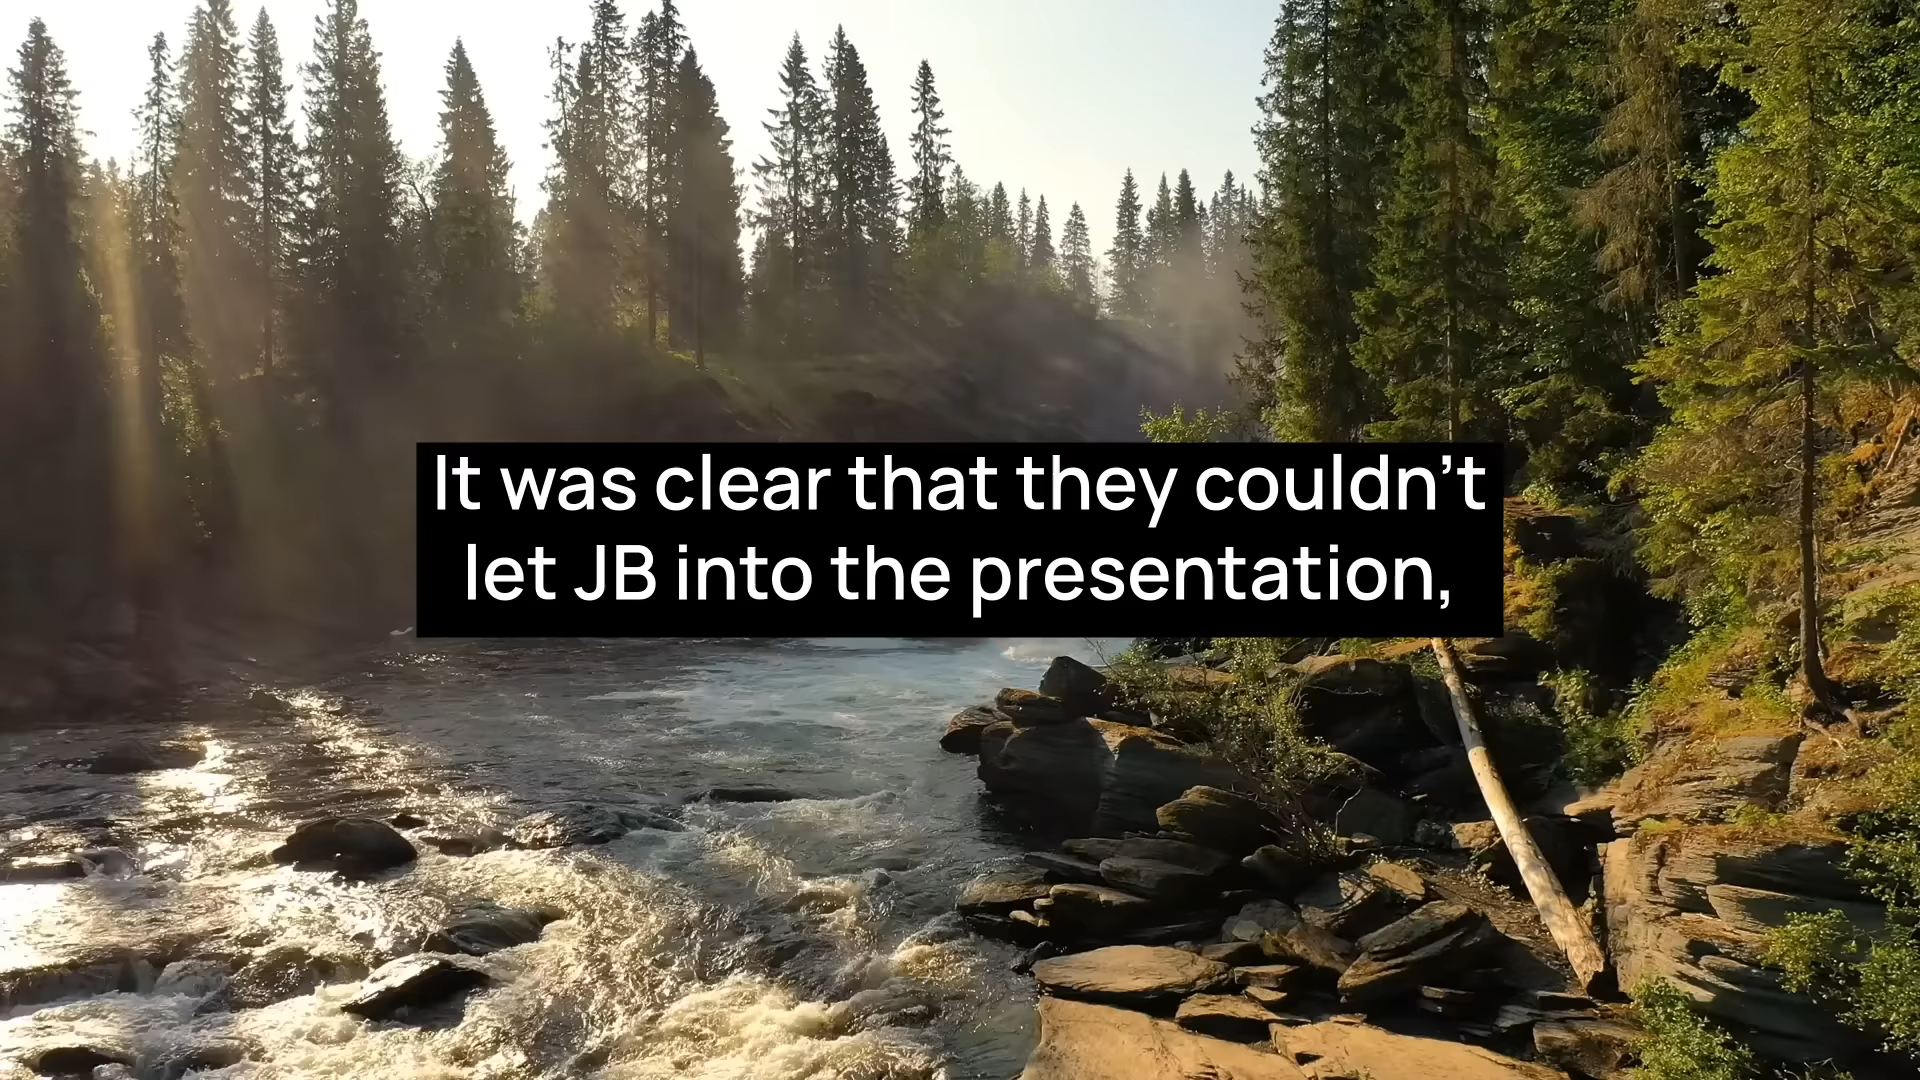 It was clear that they couldn’t
let JB into the presentation,